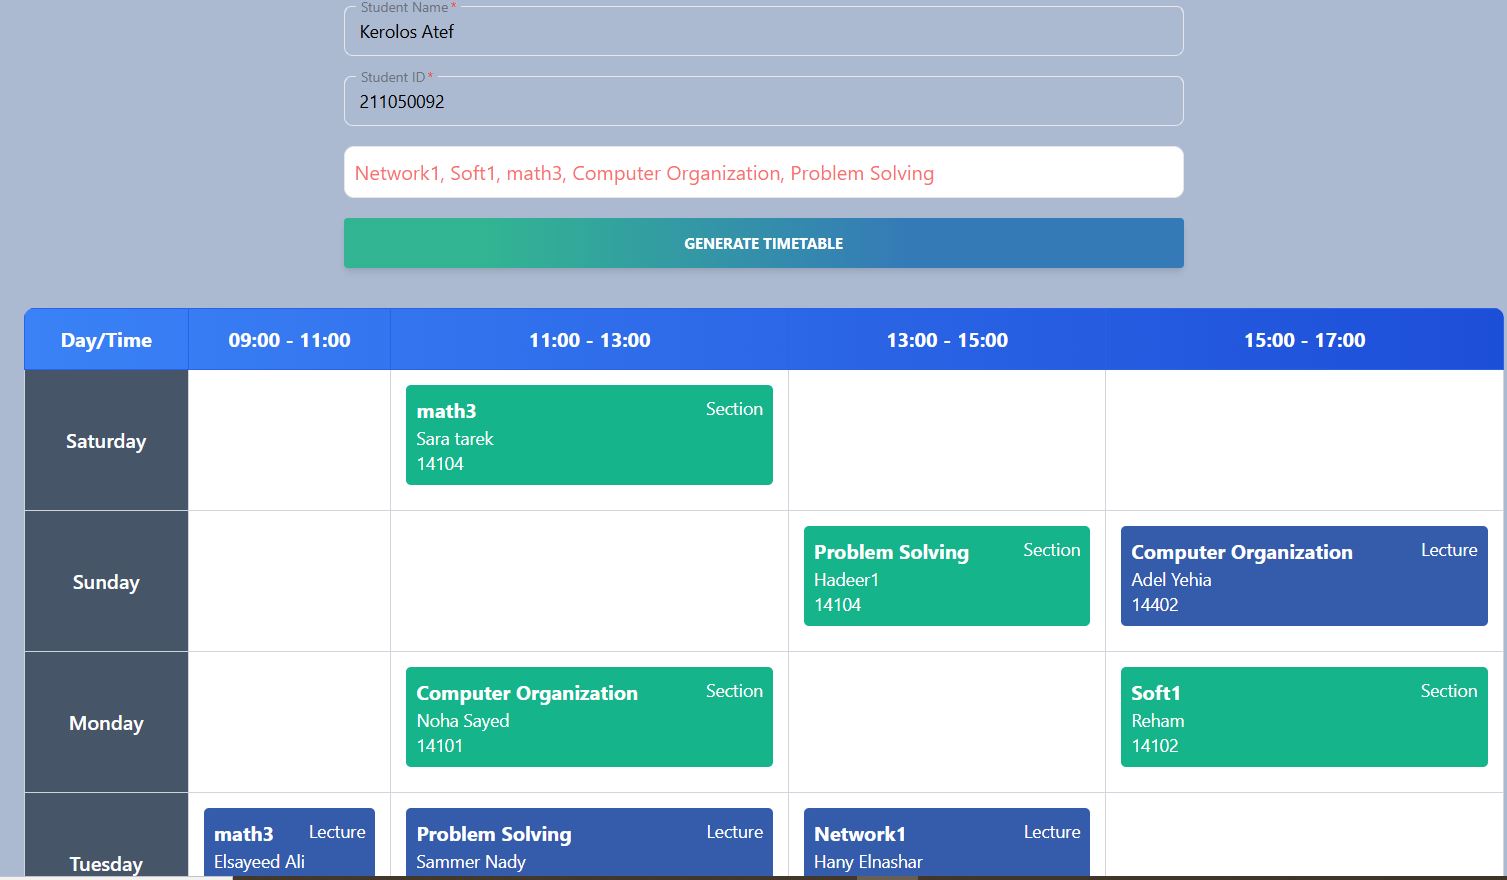 Student Name*
Kerolos Atef
Student ID*
211050092
Network1, Soft1, math3, Computer Organization, Problem Solving
GENERATE TIMETABLE
Day/Time 09:00 - 11:00 11:00 - 13:00 13:00 - 15:00 15:00 - 17:00
Saturday
math3 Section
Sara tarek
14104
Sunday
Problem Solving Section
Hadeer1
14104
Computer Organization Lecture
Adel Yehia
14402
Monday
Computer Organization Section
Noha Sayed
14101
Soft1 Section
Reham
14102
Tuesday
math3 Lecture
Elsayeed Ali
Problem Solving Lecture
Sammer Nady
Network1 Lecture
Hany Elnashar